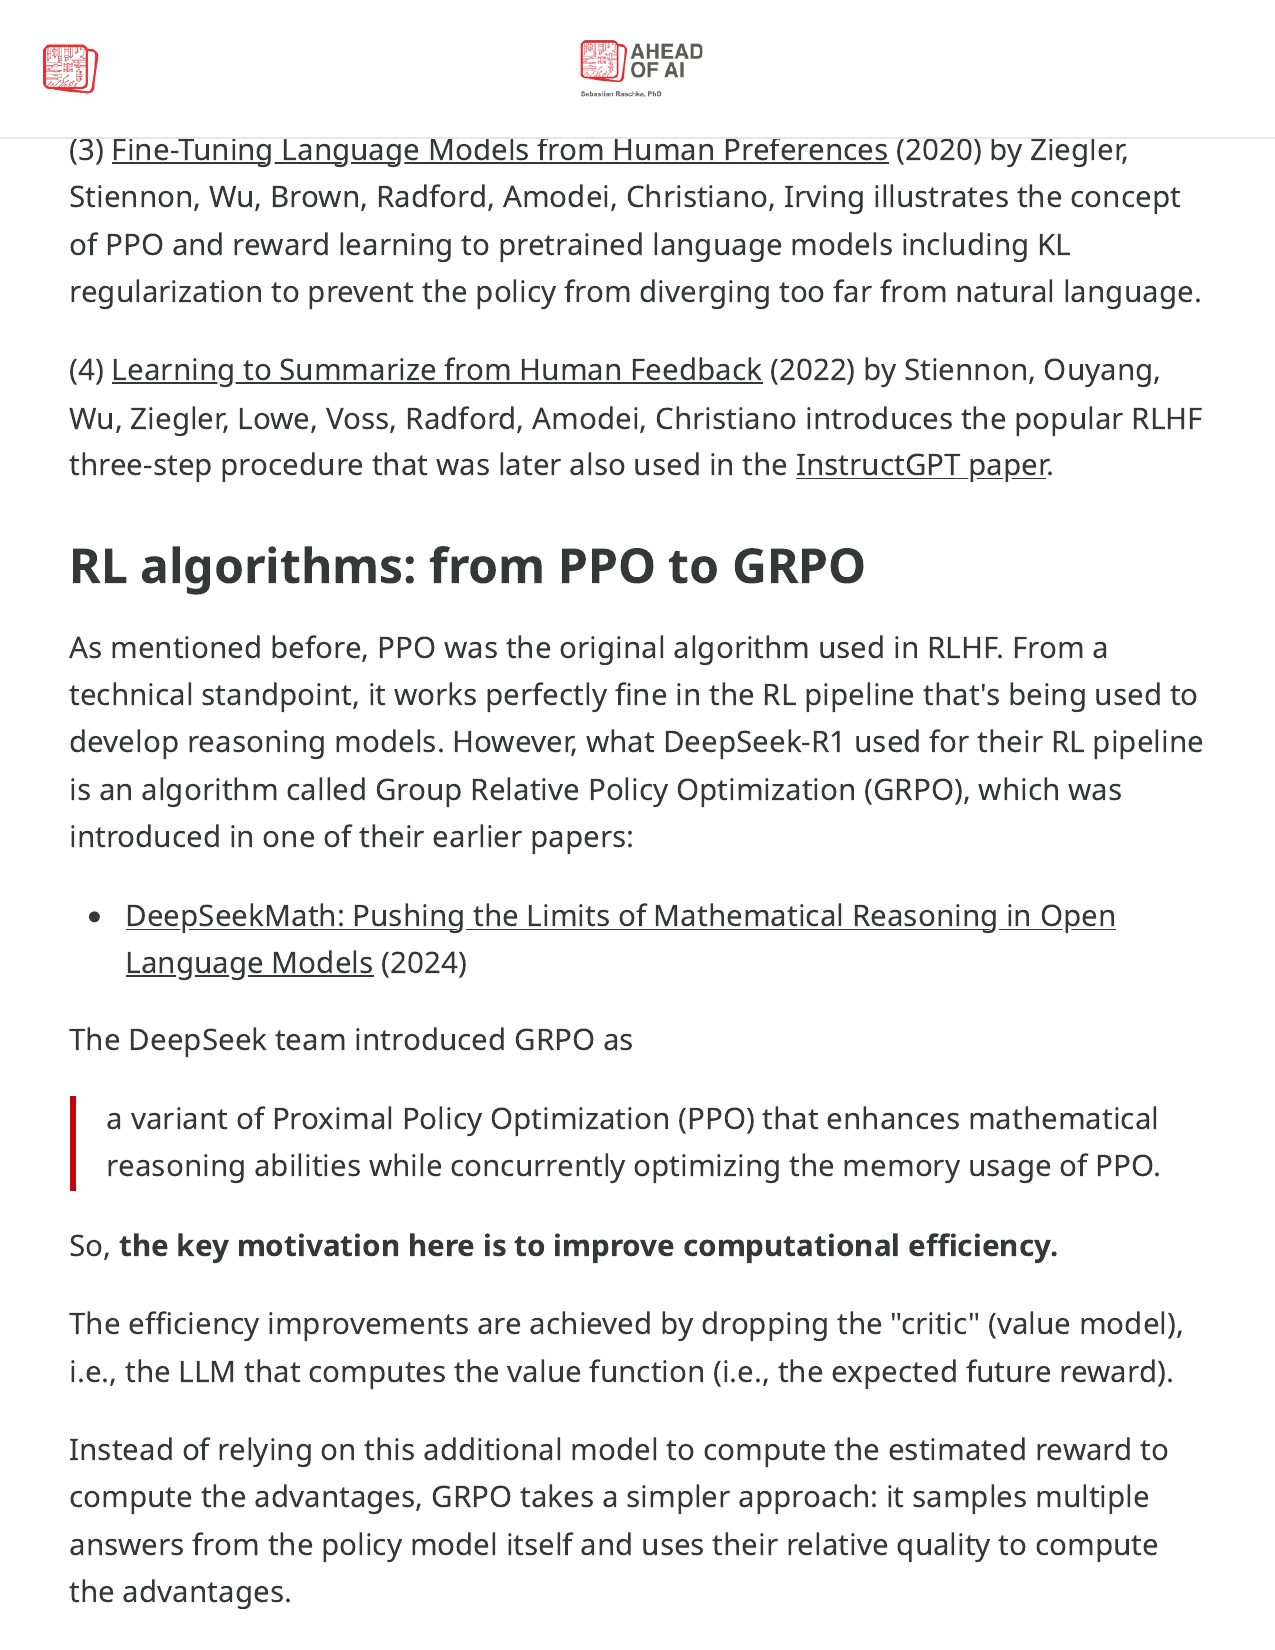 AHEAD
OF AI
Sebastian Raschka, PhD
(3) Fine-Tuning Language Models from Human Preferences (2020) by Ziegler,
Stiennon, Wu, Brown, Radford, Amodei, Christiano, Irving illustrates the concept
of PPO and reward learning to pretrained language models including KL
regularization to prevent the policy from diverging too far from natural language.
(4) Learning to Summarize from Human Feedback (2022) by Stiennon, Ouyang,
Wu, Ziegler, Lowe, Voss, Radford, Amodei, Christiano introduces the popular RLHF
three-step procedure that was later also used in the InstructGPT paper.
RL algorithms: from PPO to GRPO
As mentioned before, PPO was the original algorithm used in RLHF. From a
technical standpoint, it works perfectly fine in the RL pipeline that's being used to
develop reasoning models. However, what DeepSeek-R1 used for their RL pipeline
is an algorithm called Group Relative Policy Optimization (GRPO), which was
introduced in one of their earlier papers:
• DeepSeekMath: Pushing the Limits of Mathematical Reasoning in Open
Language Models (2024)
The DeepSeek team introduced GRPO as
a variant of Proximal Policy Optimization (PPO) that enhances mathematical
reasoning abilities while concurrently optimizing the memory usage of PPO.
So, the key motivation here is to improve computational efficiency.
The efficiency improvements are achieved by dropping the "critic" (value model),
i.e., the LLM that computes the value function (i.e., the expected future reward).
Instead of relying on this additional model to compute the estimated reward to
compute the advantages, GRPO takes a simpler approach: it samples multiple
answers from the policy model itself and uses their relative quality to compute
the advantages.